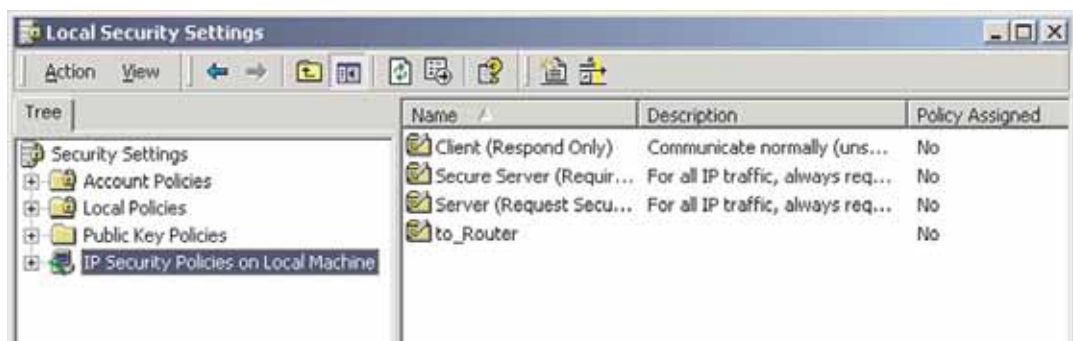 Local Security Settings
Action View
Tree
Security Settings
Account Policies
Local Policies
Public Key Policies
IP Security Policies on Local Machine
Name Description Policy Assigned
Client (Respond Only) Communicate normally (uns... No
Secure Server (Requir... For all IP traffic, always req... No
Server (Request Secu... For all IP traffic, always req... No
to_Router No